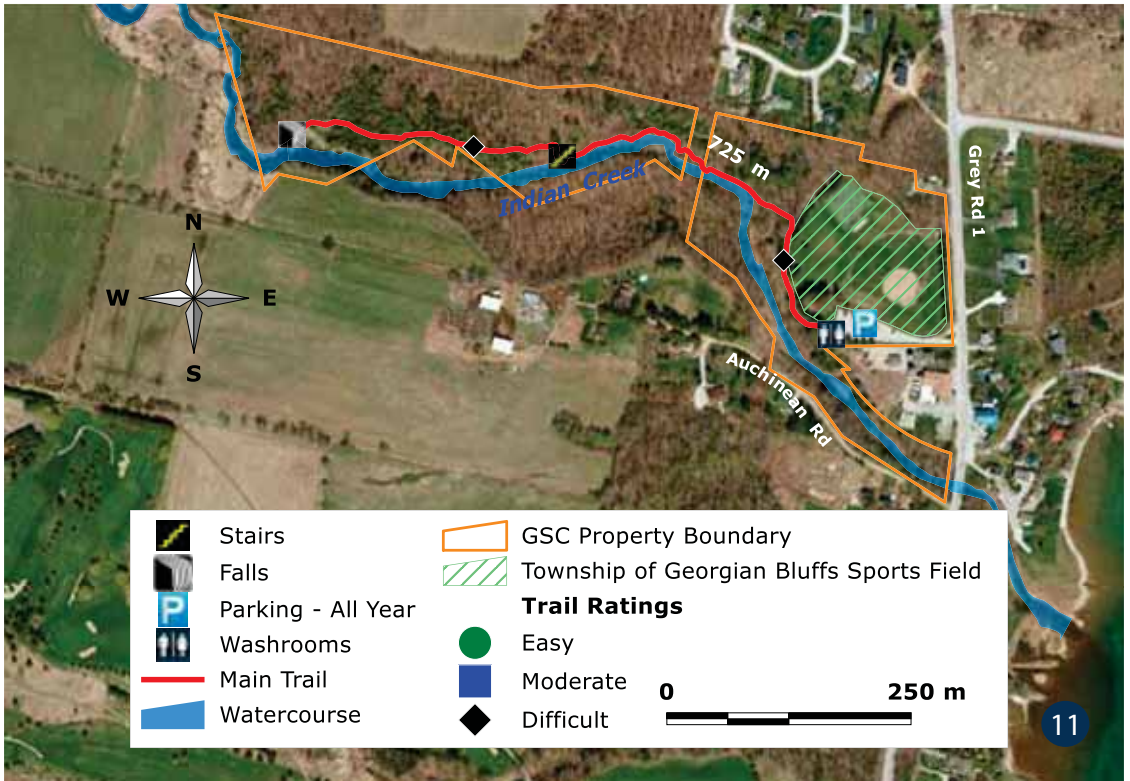 725 m
Grey Rd 1
Indian Creek
N
W E
S
P
Auchinean Rd
Stairs
Falls
P Parking - All Year
Washrooms
Main Trail
Watercourse
GSC Property Boundary
Township of Georgian Bluffs Sports Field
Trail Ratings
Easy
Moderate
Difficult
0 250 m
11